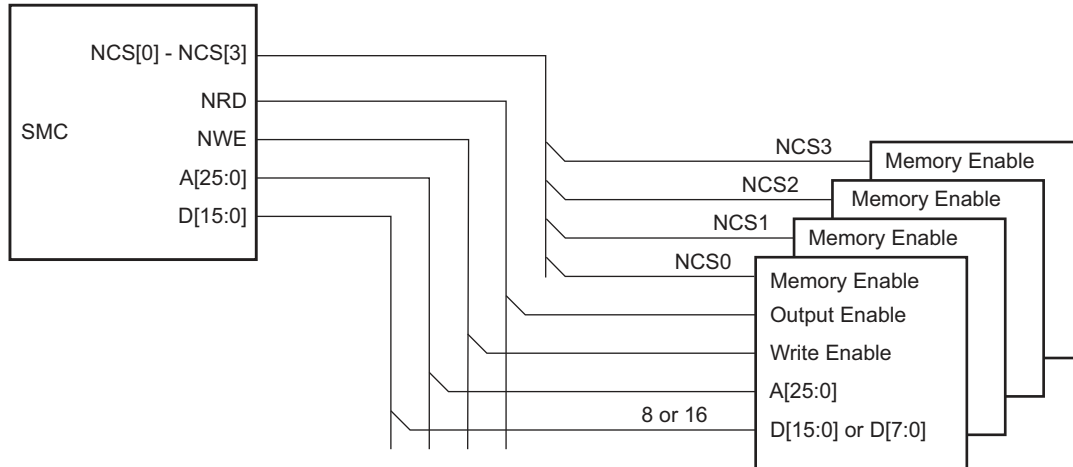 NCS[0] - NCS[3]
NRD
SMC
NWE
A[25:0]
D[15:0]
NCS3
Memory Enable
NCS2
Memory Enable
NCS1
Memory Enable
NCS0
Memory Enable
Output Enable
Write Enable
A[25:0]
8 or 16
D[15:0] or D[7:0]